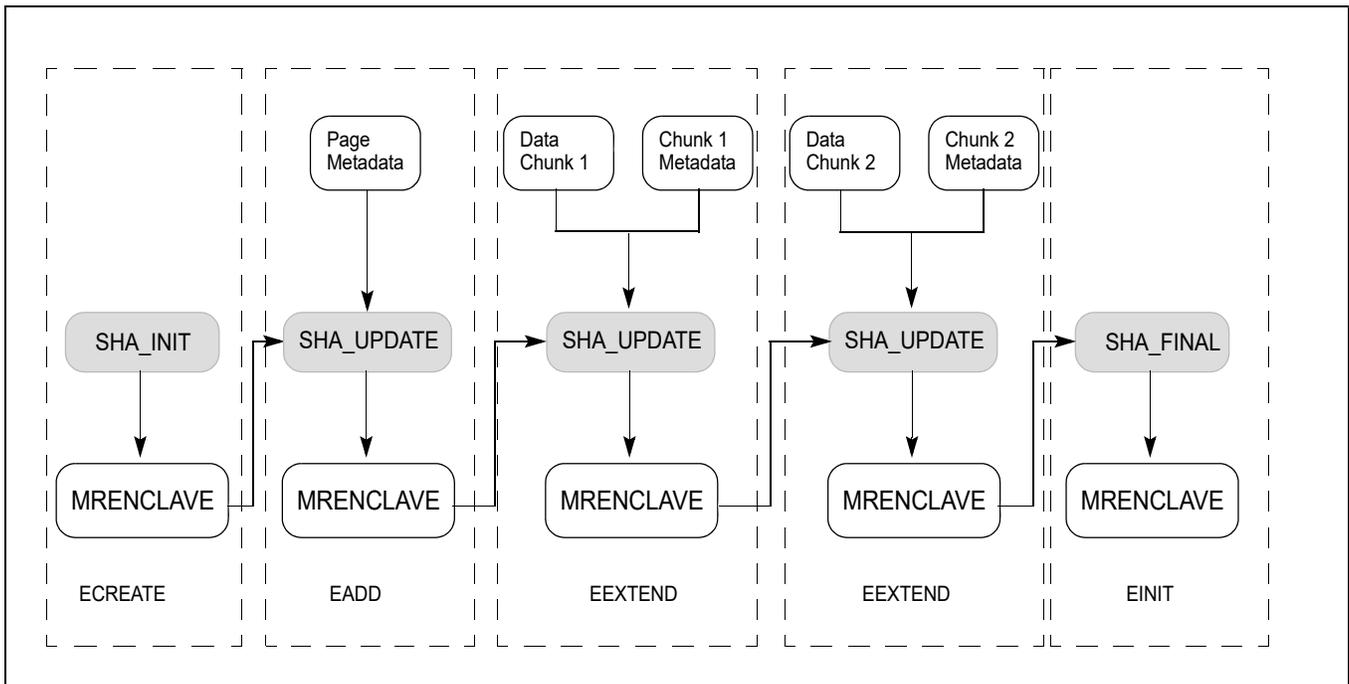 Page
Metadata
Data
Chunk 1
Chunk 1
Metadata
Data
Chunk 2
Chunk 2
Metadata
SHA_INIT
SHA_UPDATE
SHA_UPDATE
SHA_UPDATE
SHA_FINAL
MRENCLAVE
MRENCLAVE
MRENCLAVE
MRENCLAVE
MRENCLAVE
ECREATE
EADD
EEXTEND
EEXTEND
EINIT